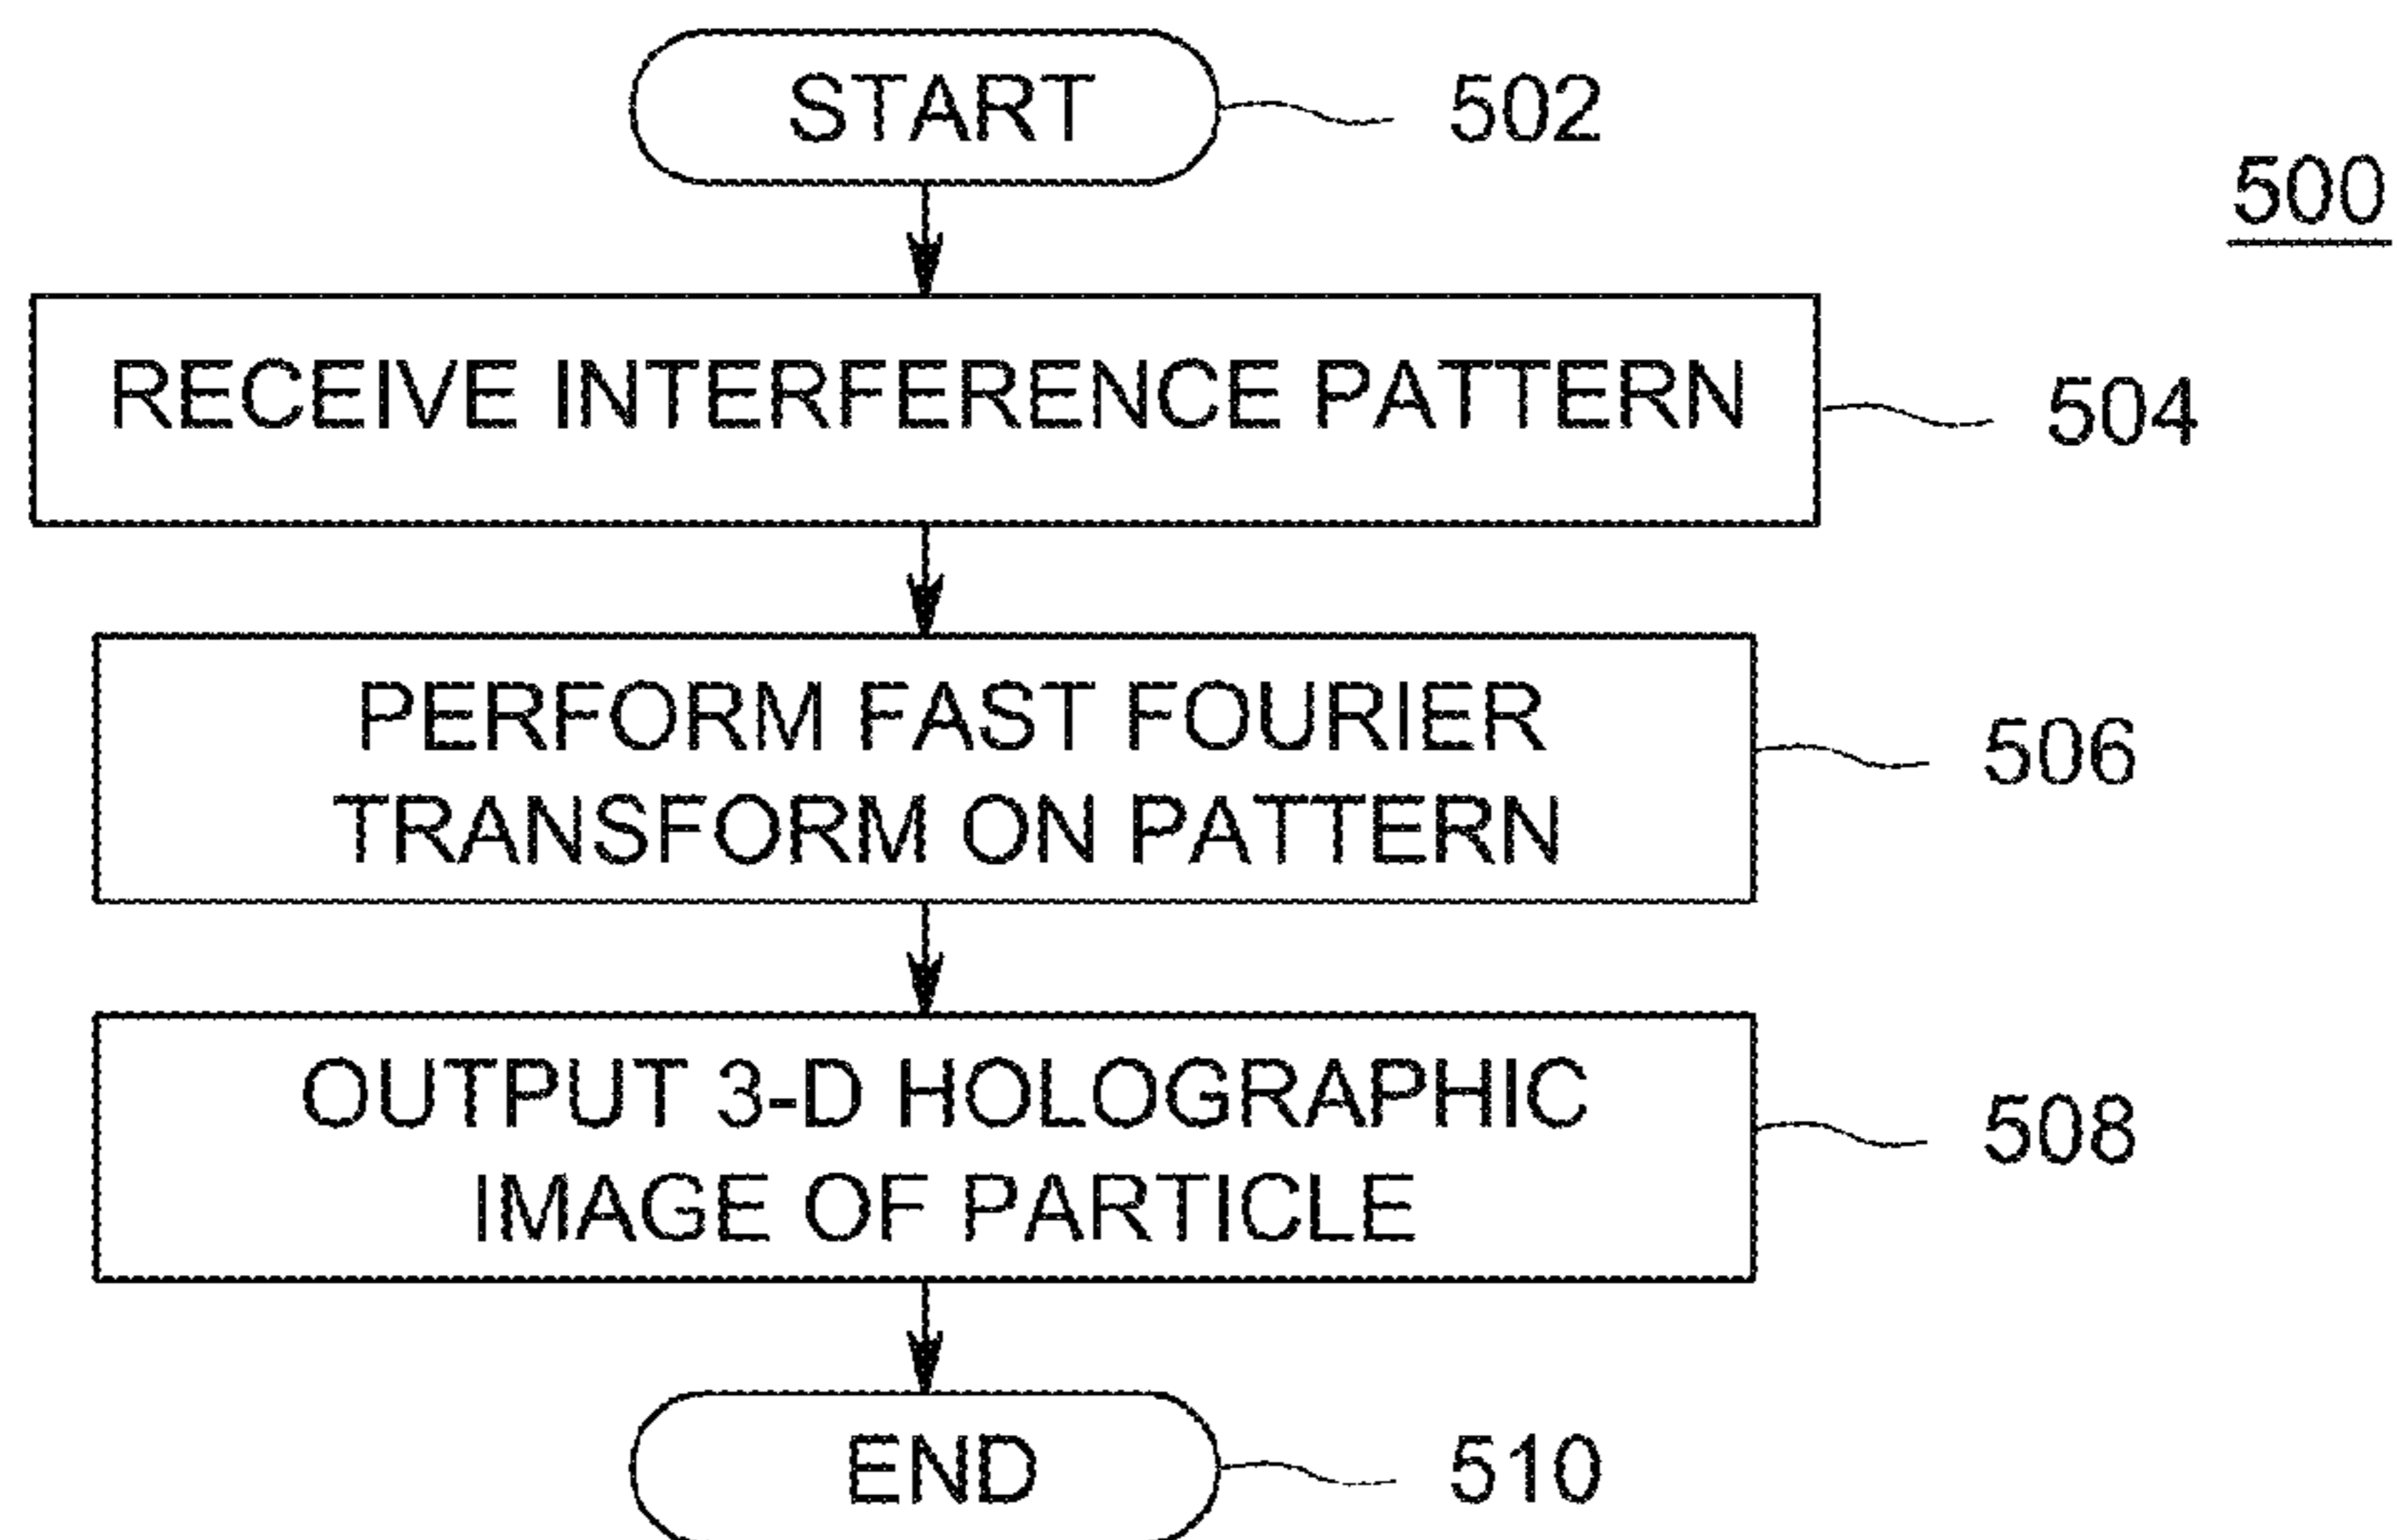 START
502
500
RECEIVE INTERFERENCE PATTERN
504
PERFORM FAST FOURIER
TRANSFORM ON PATTERN
506
OUTPUT 3-D HOLOGRAPHIC
IMAGE OF PARTICLE
508
END
510